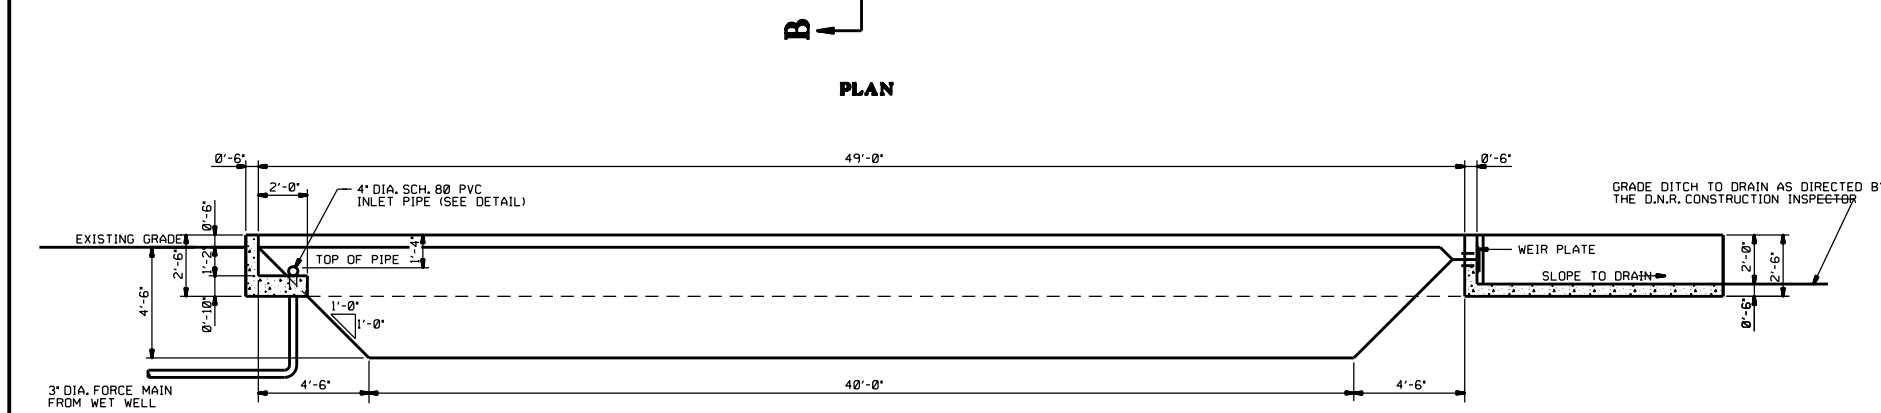 B
PLAN
0'-6"
49'-0"
0'-6"
2'-0"
4" DIA. SCH. 80 PVC
INLET PIPE (SEE DETAIL)
GRADE DITCH TO DRAIN AS DIRECTED B
THE D.N.R. CONSTRUCTION INSPECTOR
0'-6"
EXISTING GRADE
1'-2"
2'-6"
TOP OF PIPE
1'-4"
WEIR PLATE
SLOPE TO DRAIN
2'-0"
2'-6"
4'-6"
0'-10"
1'-0"
1'-0"
0'-6"
3" DIA. FORCE MAIN
FROM WET WELL
4'-6"
40'-0"
4'-6"